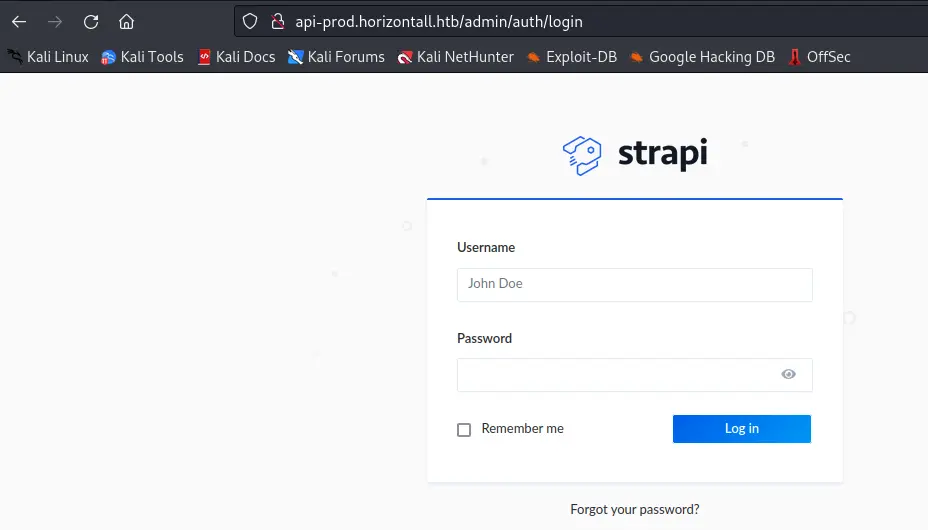 api-prod.horizontall.htb/admin/auth/login
Kali Linux Kali Tools Kali Docs Kali Forums Kali NetHunter Exploit-DB Google Hacking DB OffSec
strapi
Username
John Doe
Password
Remember me Log in
Forgot your password?